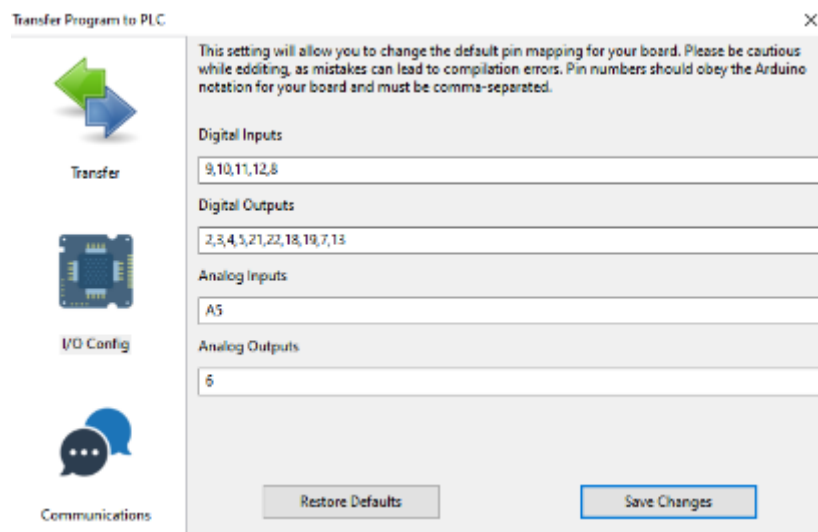 Transfer Program to PLC
This setting will allow you to change the default pin mapping for your board. Please be cautious
while edditing, as mistakes can lead to compilation errors. Pin numbers should obey the Arduino
notation for your board and must be comma-separated.
Digital Inputs
9,10,11,12,8
Transfer
Digital Outputs
2,3,4,5,21,22,18,19,7,13
Analog Inputs
A5
I/O Config
Analog Outputs
6
Restore Defaults
Save Changes
Communications